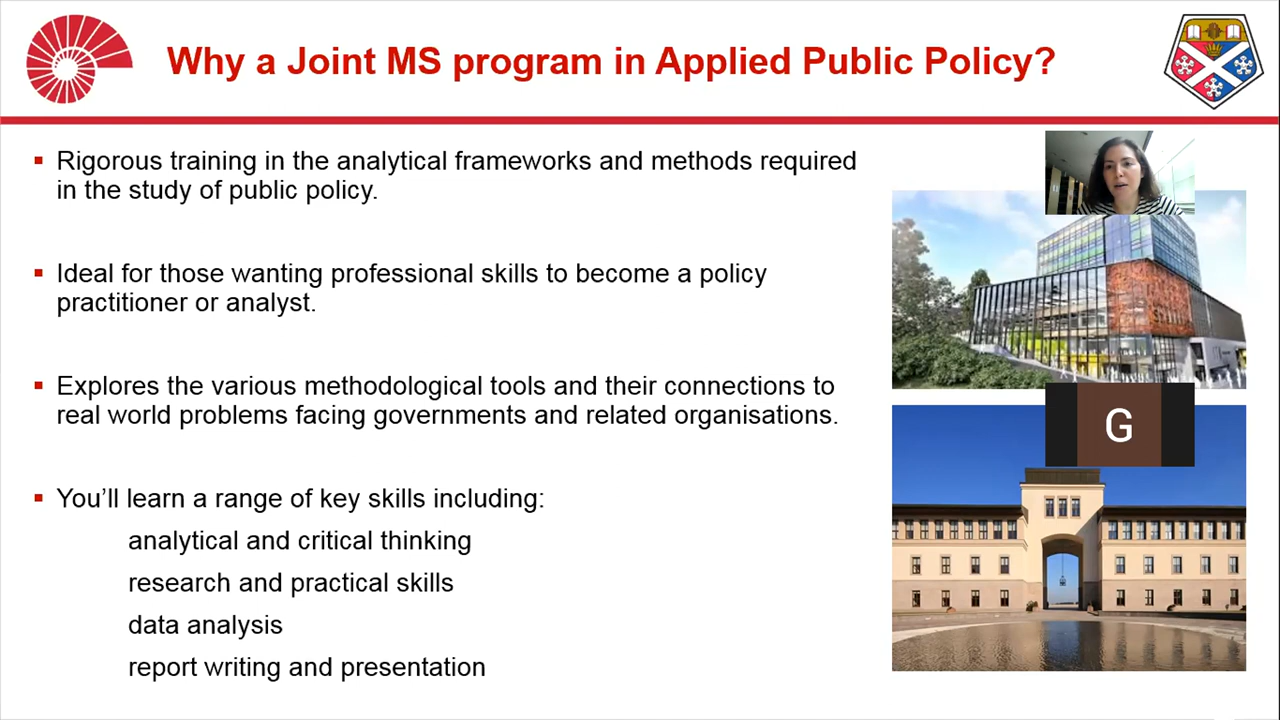 Why a Joint MS program in Applied Public Policy?
Rigorous training in the analytical frameworks and methods required
in the study of public policy.
Ideal for those wanting professional skills to become a policy
practitioner or analyst.
Explores the various methodological tools and their connections to
real world problems facing governments and related organisations.
You'll learn a range of key skills including:
analytical and critical thinking
research and practical skills
data analysis
report writing and presentation
G